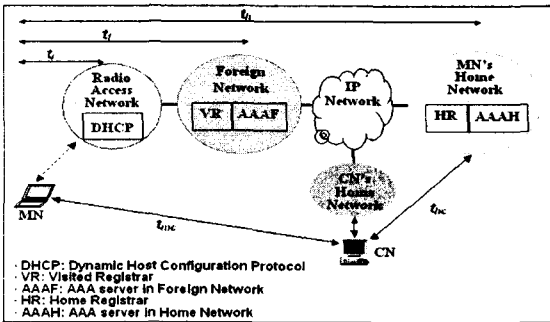 t_h
t_f
t_s
Radio Access Network
DHCP
Foreign Network
VR AAAF
IP Network
MN's Home Network
HR AAAH
CN's Home Network
MN
t_mc
t_hc
CN
· DHCP: Dynamic Host Configuration Protocol
· VR: Visited Registrar
· AAAF: AAA server in Foreign Network
· HR: Home Registrar
· AAAH: AAA server in Home Network